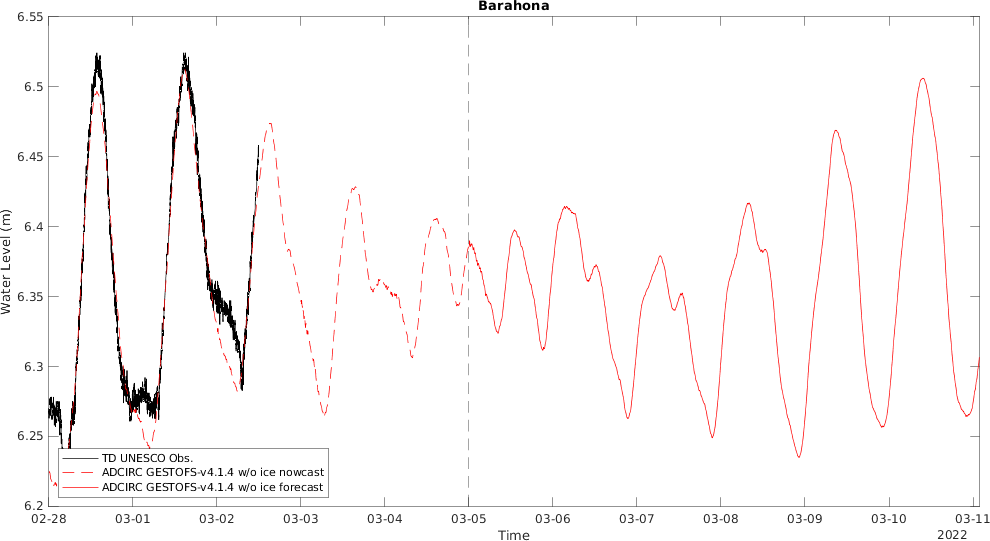 Barahona
6.55
6.5
6.45
6.4
6.35
6.3
6.25
6.2
Water Level (m)
TD UNESCO Obs.
ADCIRC GESTOFS-v4.1.4 w/o ice nowcast
ADCIRC GESTOFS-v4.1.4 w/o ice forecast
02-28 03-01 03-02 03-03 03-04 03-05 03-06 03-07 03-08 03-09 03-10 03-11
Time
2022